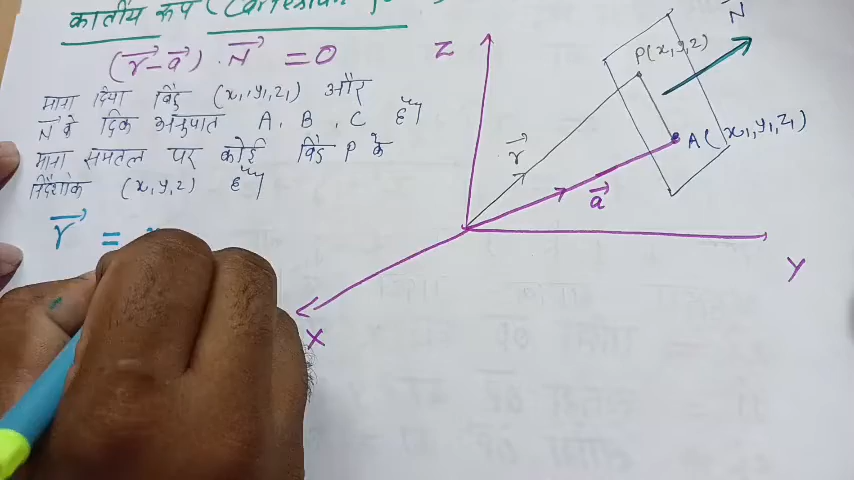 कार्तीय रूप (Cartesian
(r⃗ - a⃗) . N⃗ = 0
माना दिया बिंदु (x₁, y₁, z₁) और
N⃗ के दिक अनुपात A, B, C हैं।
माना समतल पर कोई बिंदु P के
निर्देशांक (x, y, z) हैं।
r⃗ =
Z
N⃗
P(x, y, z)
A(x₁, y₁, z₁)
r⃗
a⃗
Y
X